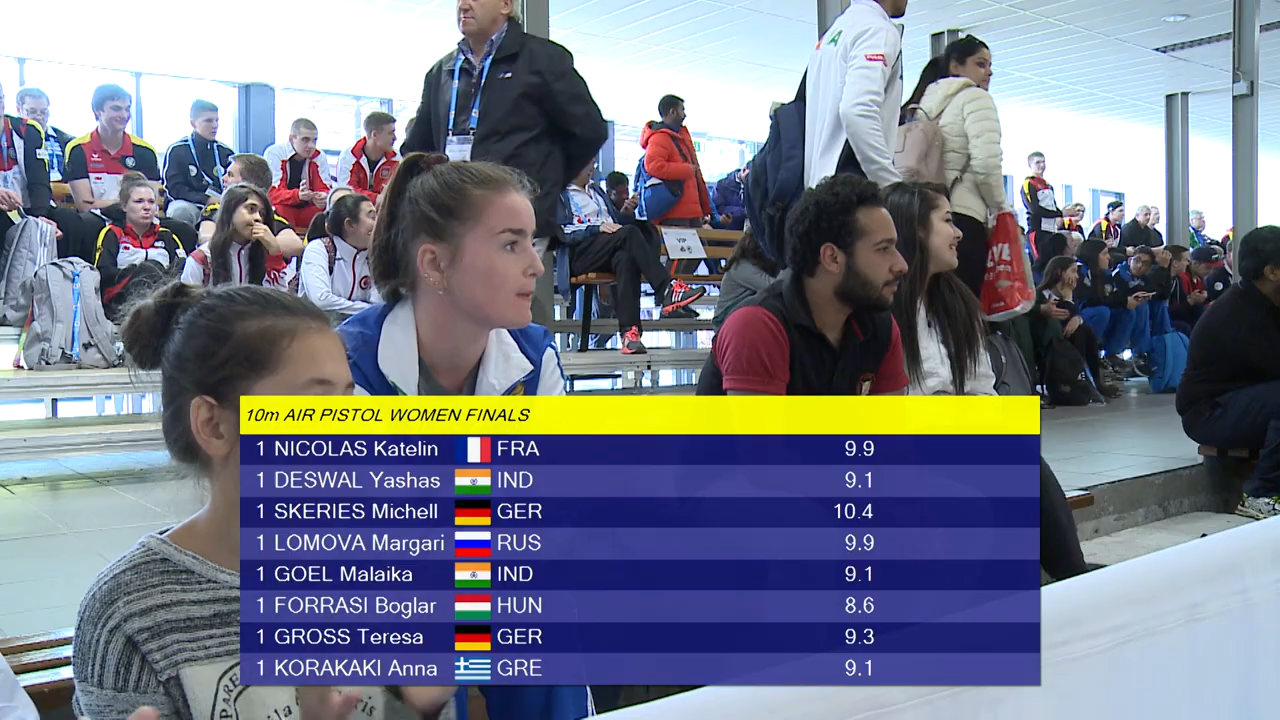 VIP
10m AIR PISTOL WOMEN FINALS
1 NICOLAS Katelin FRA 9.9
1 DESWAL Yashas IND 9.1
1 SKERIES Michell GER 10.4
1 LOMOVA Margari RUS 9.9
1 GOEL Malaika IND 9.1
1 FORRASI Boglar HUN 8.6
1 GROSS Teresa GER 9.3
1 KORAKAKI Anna GRE 9.1